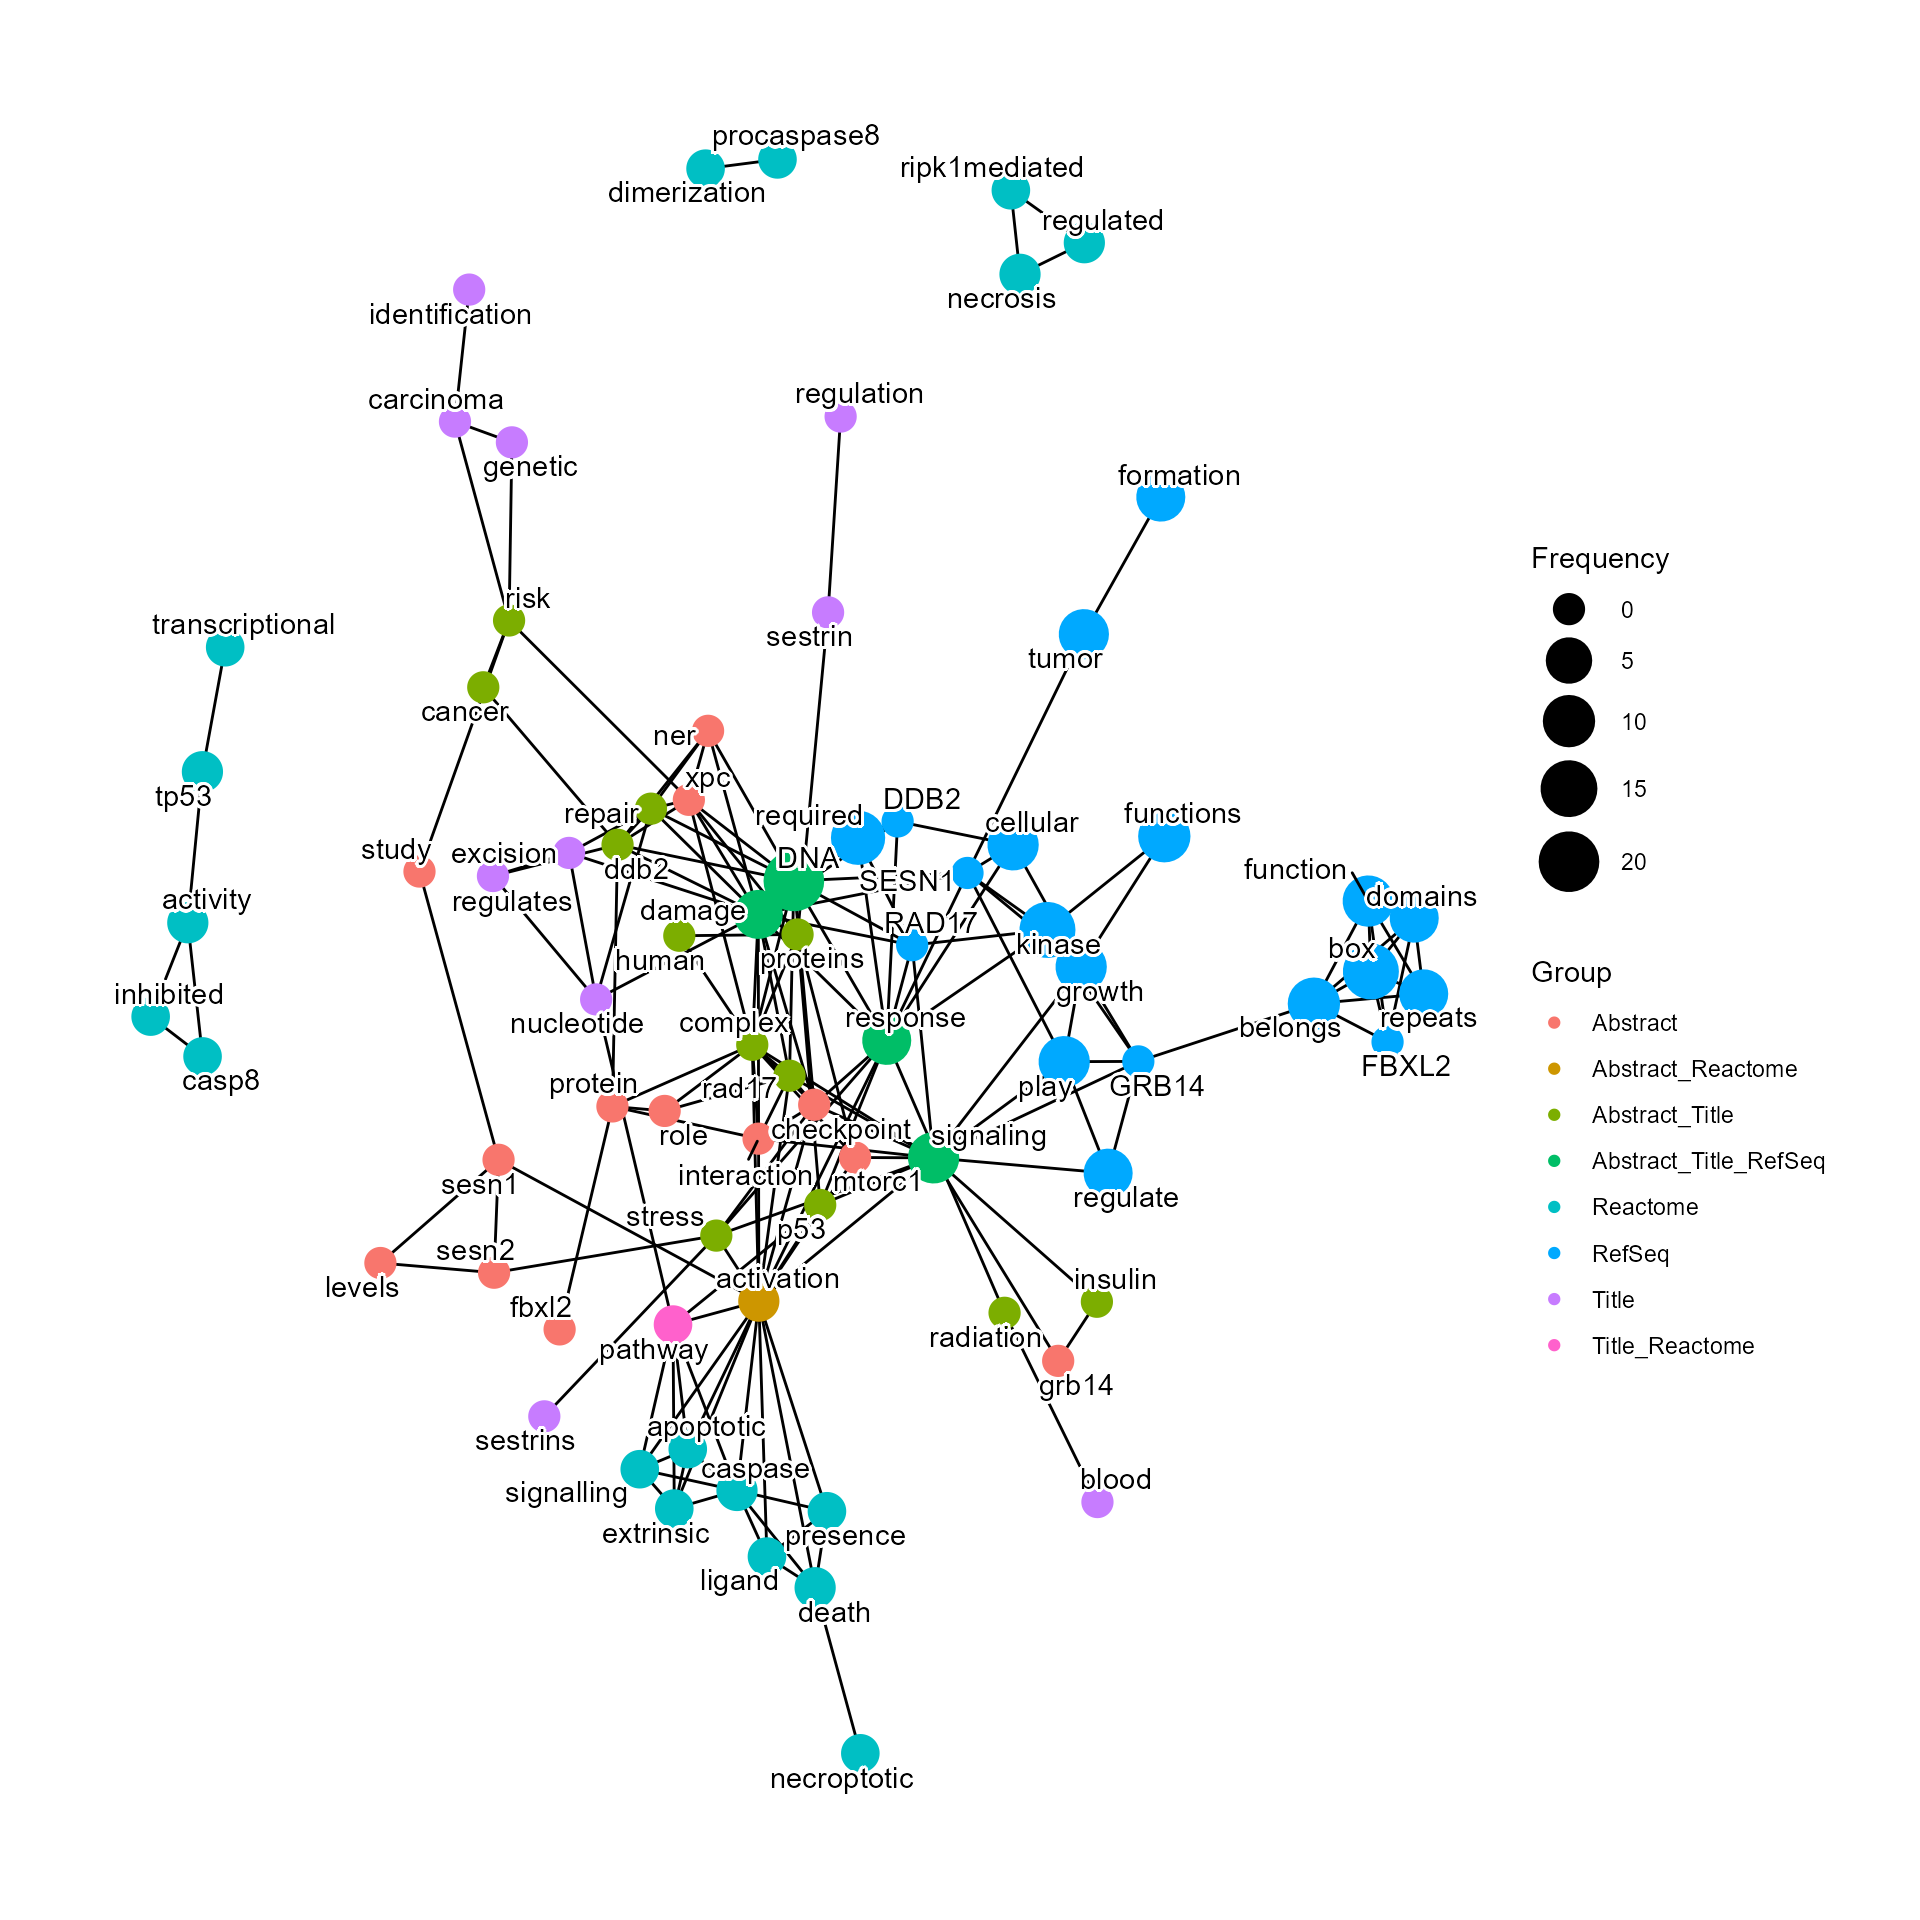 procaspase8
dimerization
ripk1mediated
regulated
necrosis
identification
carcinoma
genetic
regulation
formation
risk
sestrin
tumor
transcriptional
cancer
tp53
ner
xpc
repair
required
DDB2
cellular
functions
study
excision
ddb2
DNA
SESN1
function
domains
regulates
damage
RAD17
activity
human
proteins
kinase
box
growth
inhibited
nucleotide
complex
response
belongs
repeats
FBXL2
casp8
protein
rad17
play
GRB14
role
checkpoint
signaling
interaction
mtorc1
regulate
sesn1
stress
p53
sesn2
levels
activation
insulin
fbxl2
radiation
pathway
grb14
sestrins
apoptotic
caspase
blood
signalling
extrinsic
presence
ligand
death
necroptotic
Frequency
0
5
10
15
20
Group
Abstract
Abstract_Reactome
Abstract_Title
Abstract_Title_RefSeq
Reactome
RefSeq
Title
Title_Reactome